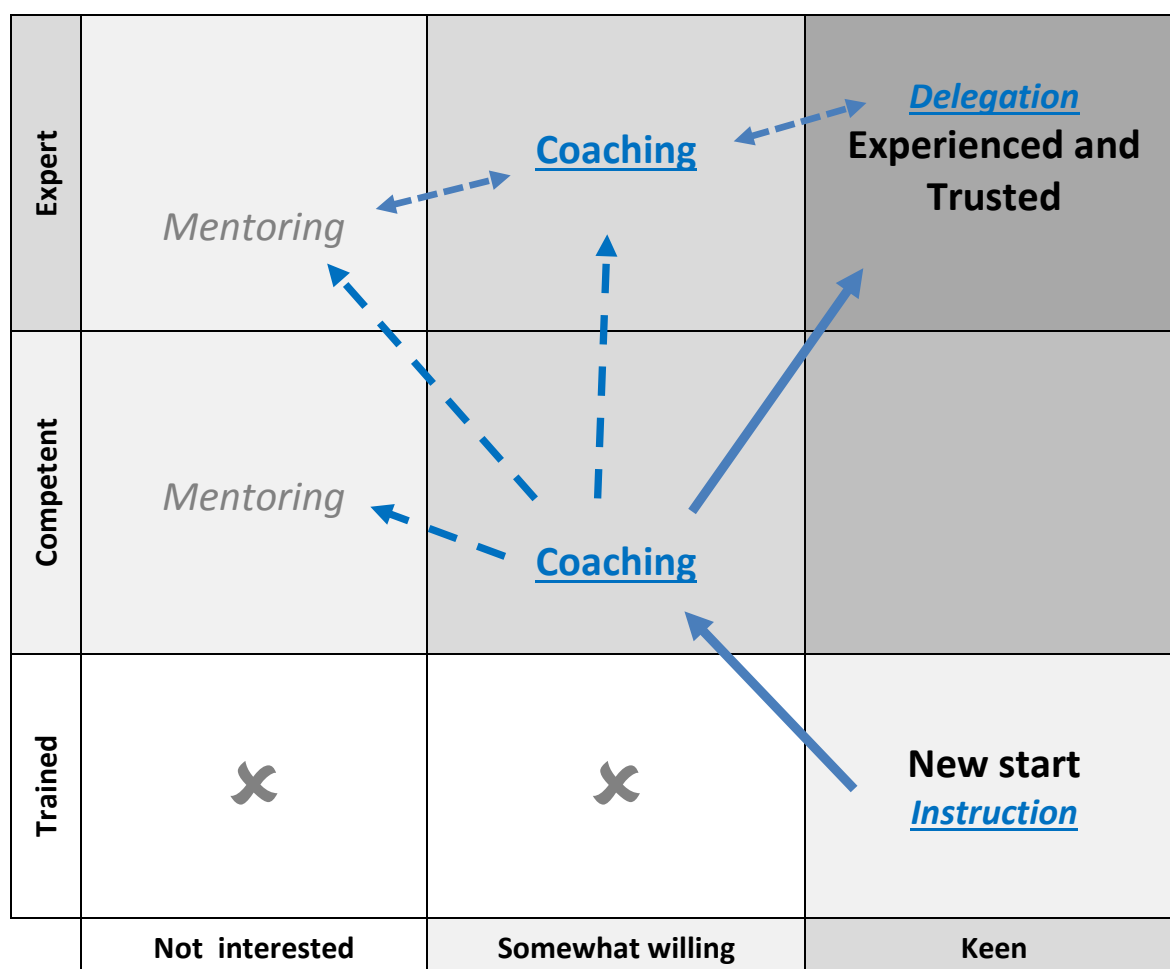 Expert
Mentoring
Coaching
Delegation
Experienced and
Trusted
Competent
Mentoring
Coaching
Trained
New start
Instruction
Not interested
Somewhat willing
Keen